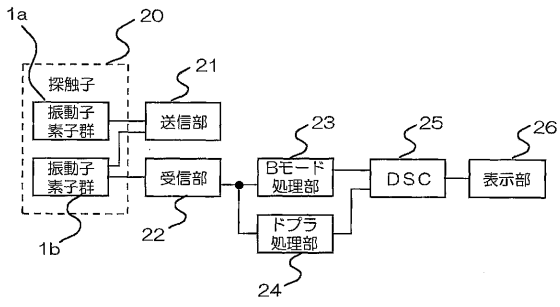 1a
20
探触子
振動子
素子群
21
送信部
振動子
素子群
1b
受信部
22
23
Bモード
処理部
ドプラ
処理部
24
25
DSC
26
表示部